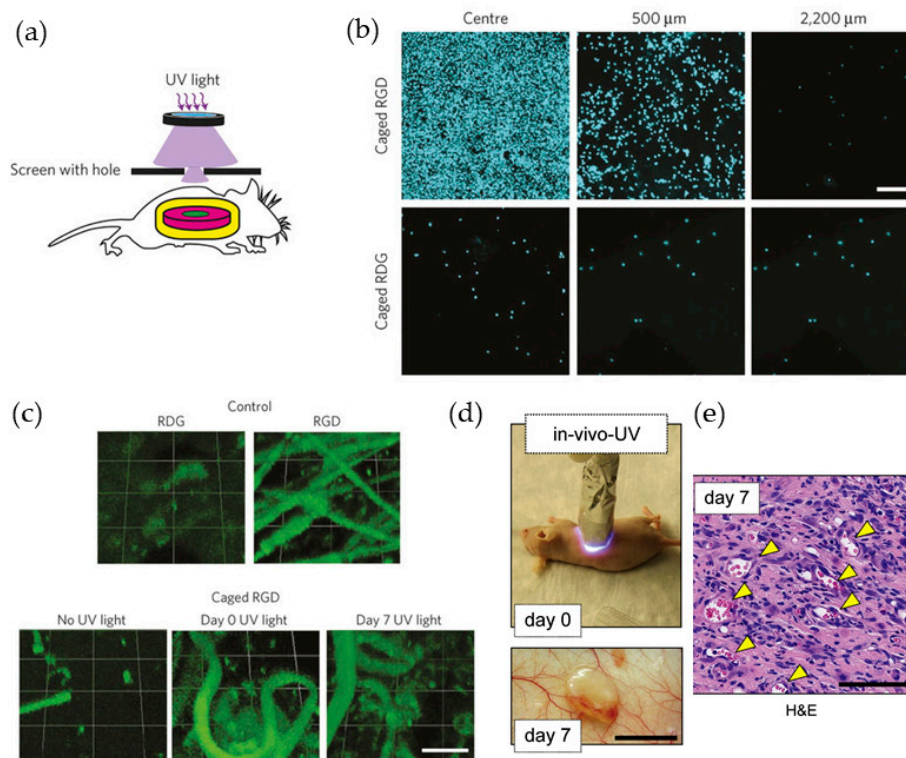 (a)
UV light
Screen with hole
(b)
Centre
500 µm
2,200 µm
Caged RGD
Caged RDG
(c)
Control
RDG
RGD
Caged RGD
No UV light
Day 0 UV light
Day 7 UV light
(d)
in-vivo-UV
day 0
day 7
(e)
day 7
H&E